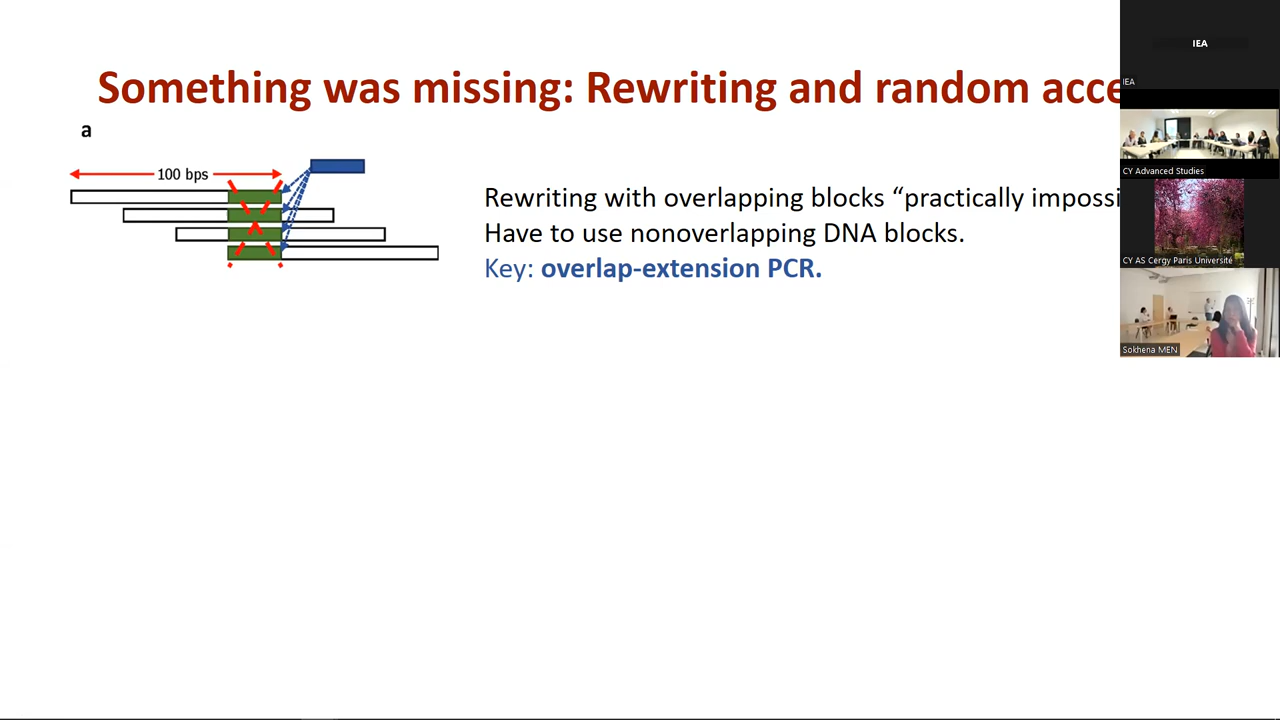 Something was missing: Rewriting and random acce
a
100 bps
Rewriting with overlapping blocks “practically impossi
Have to use nonoverlapping DNA blocks.
Key: overlap-extension PCR.
IEA
IEA
CY Advanced Studies
CY AS Cergy Paris Université
Sokhena MEN